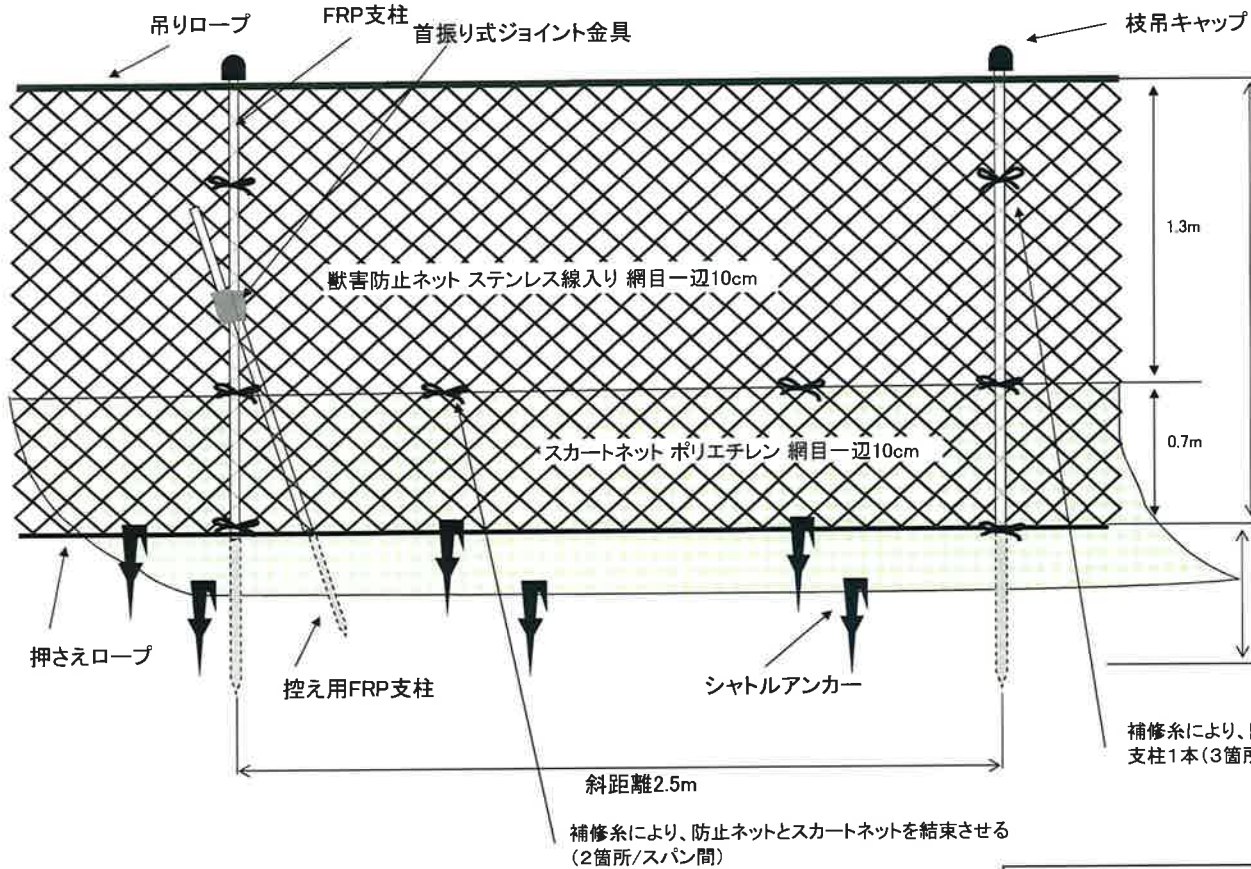 吊りロープ
FRP支柱
首振り式ジョイント金具
枝吊キャップ
1.3m
獣害防止ネット ステンレス線入り 網目一辺10cm
0.7m
スカートネット ポリエチレン 網目一辺10cm
押さえロープ
控え用FRP支柱
シャトルアンカー
補修糸により、
支柱1本(3箇所
斜距離2.5m
補修糸により、防止ネットとスカートネットを結束させる
(2箇所/スパン間)